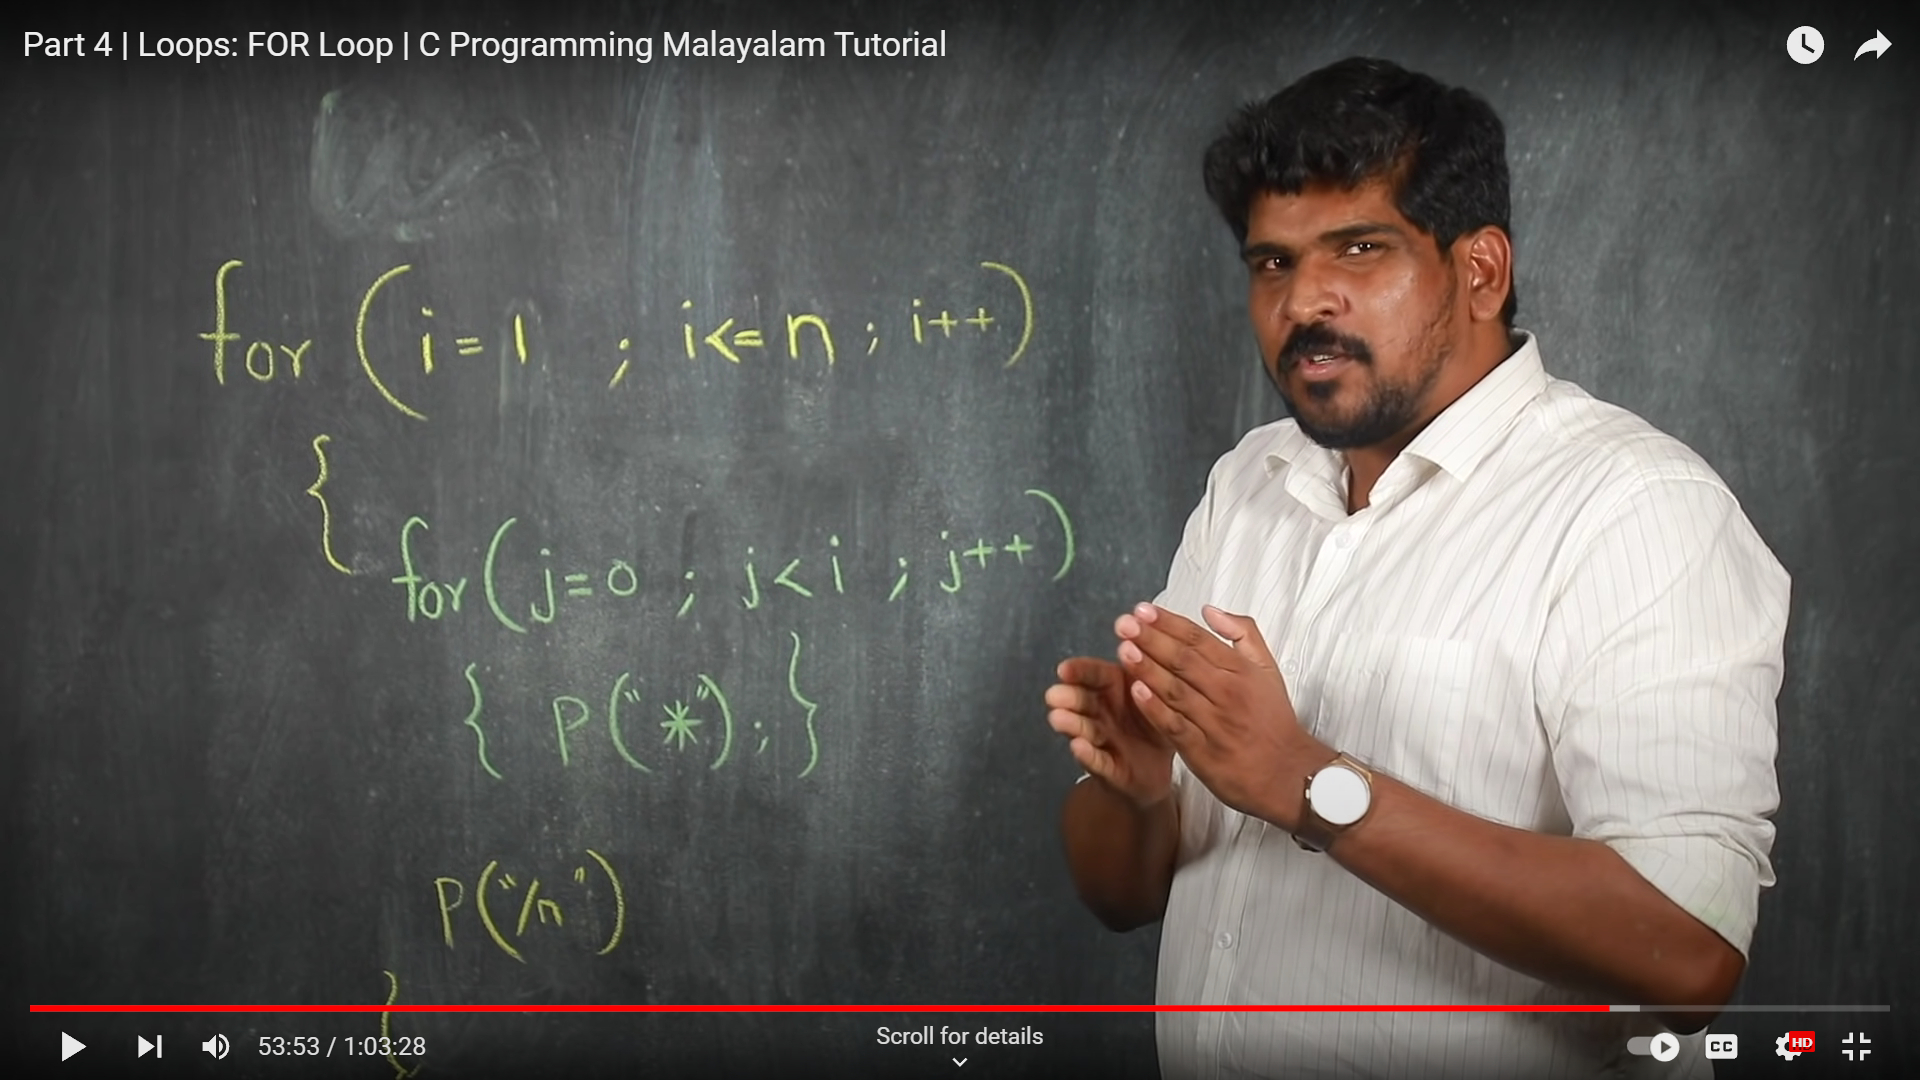 Part 4 | Loops: FOR Loop | C Programming Malayalam Tutorial
for (i=1 ; i<=n ; i++)
{
for (j=0 ; j<i ; j++)
{ P("*"); }
P("/n")
}
53:53 / 1:03:28
Scroll for details
CC
HD